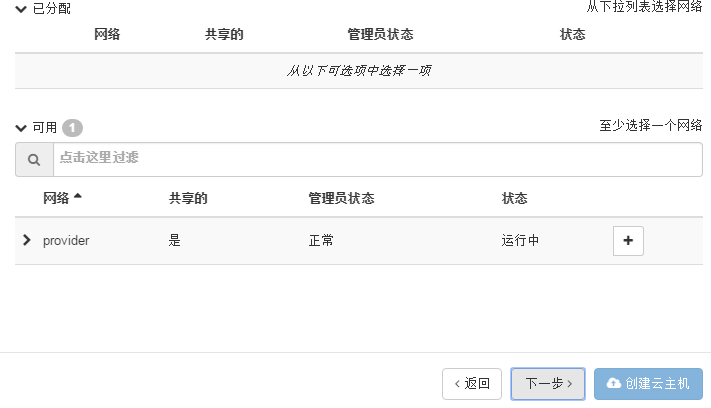 已分配 从下拉列表选择网络
网络 共享的 管理员状态 状态
从以下可选项中选择一项
可用 1 至少选择一个网络
点击这里过滤
网络 共享的 管理员状态 状态
provider 是 正常 运行中
返回 下一步 创建云主机